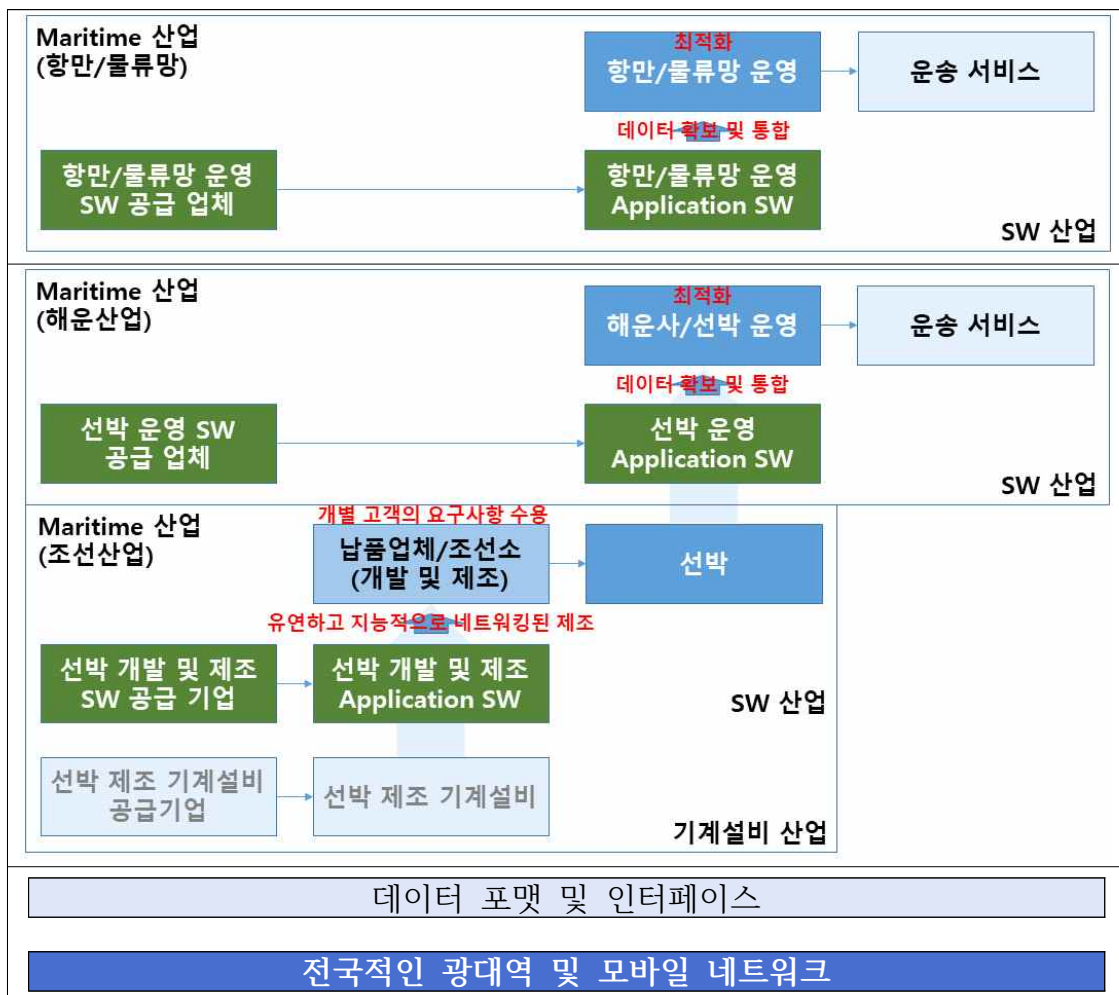 Maritime 산업
(항만/물류망)
최적화
항만/물류망 운영
운송 서비스
데이터 확보 및 통합
항만/물류망 운영
SW 공급 업체
항만/물류망 운영
Application SW
SW 산업
Maritime 산업
(해운산업)
최적화
해운사/선박 운영
운송 서비스
데이터 확보 및 통합
선박 운영 SW
공급 업체
선박 운영
Application SW
SW 산업
Maritime 산업
(조선산업)
개별 고객의 요구사항 수용
납품업체/조선소
(개발 및 제조)
선박
유연하고 지능적으로 네트워킹된 제조
선박 개발 및 제조
SW 공급 기업
선박 개발 및 제조
Application SW
SW 산업
선박 제조 기계설비
공급기업
선박 제조 기계설비
기계설비 산업
데이터 포맷 및 인터페이스
전국적인 광대역 및 모바일 네트워크